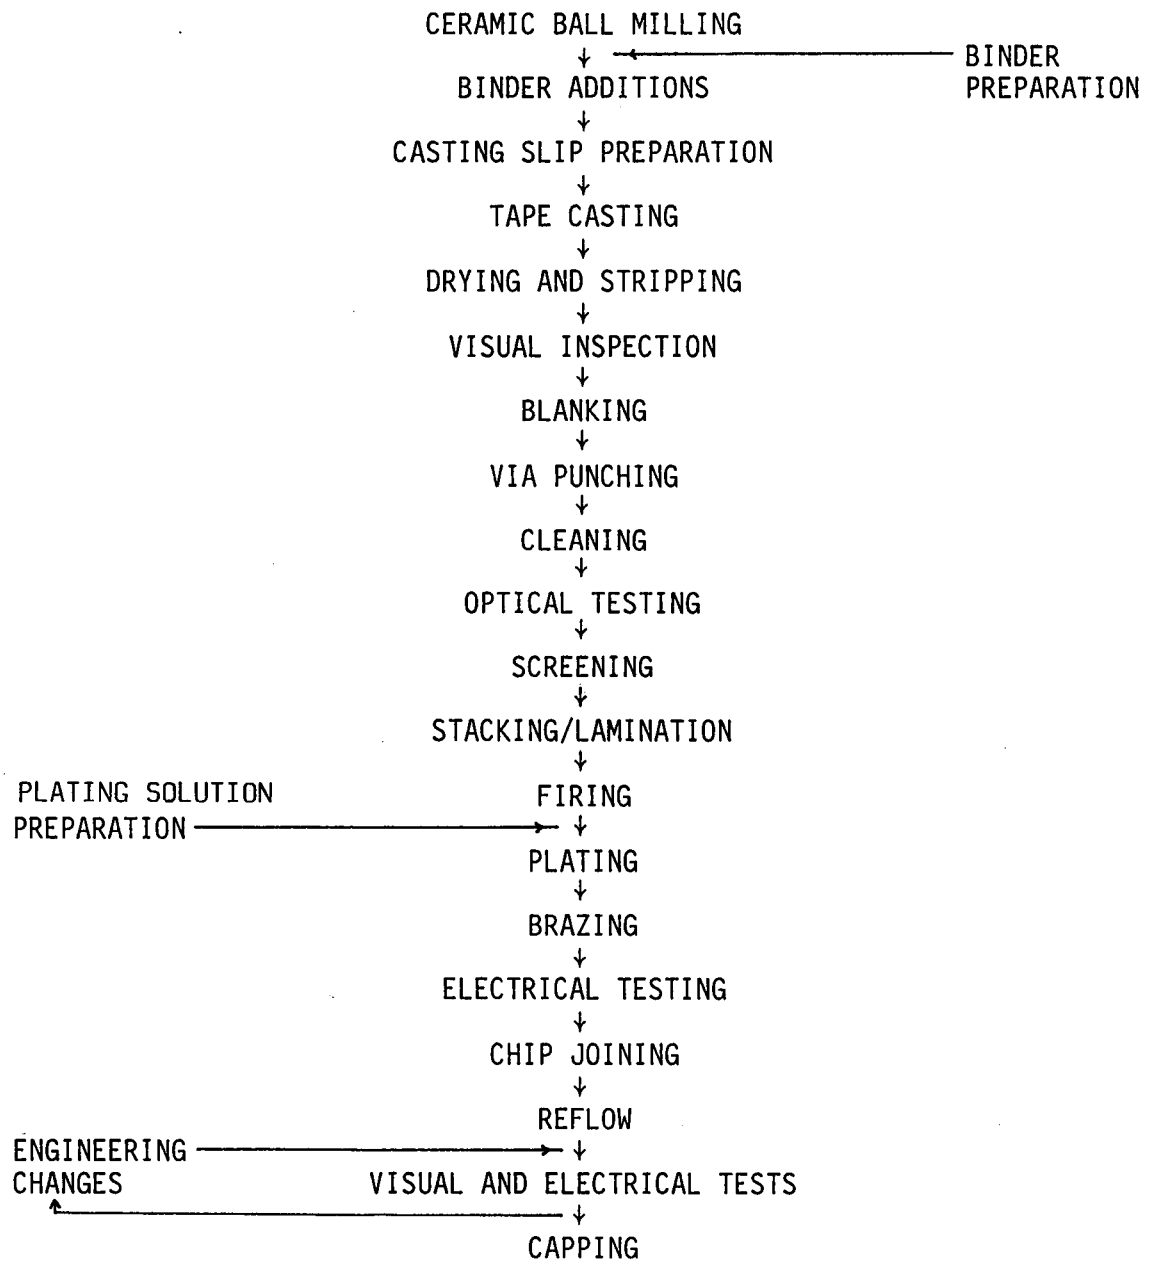 CERAMIC BALL MILLING
BINDER
PREPARATION
BINDER ADDITIONS
CASTING SLIP PREPARATION
TAPE CASTING
DRYING AND STRIPPING
VISUAL INSPECTION
BLANKING
VIA PUNCHING
CLEANING
OPTICAL TESTING
SCREENING
STACKING/LAMINATION
FIRING
PLATING SOLUTION
PREPARATION
PLATING
BRAZING
ELECTRICAL TESTING
CHIP JOINING
REFLOW
ENGINEERING
CHANGES
VISUAL AND ELECTRICAL TESTS
CAPPING